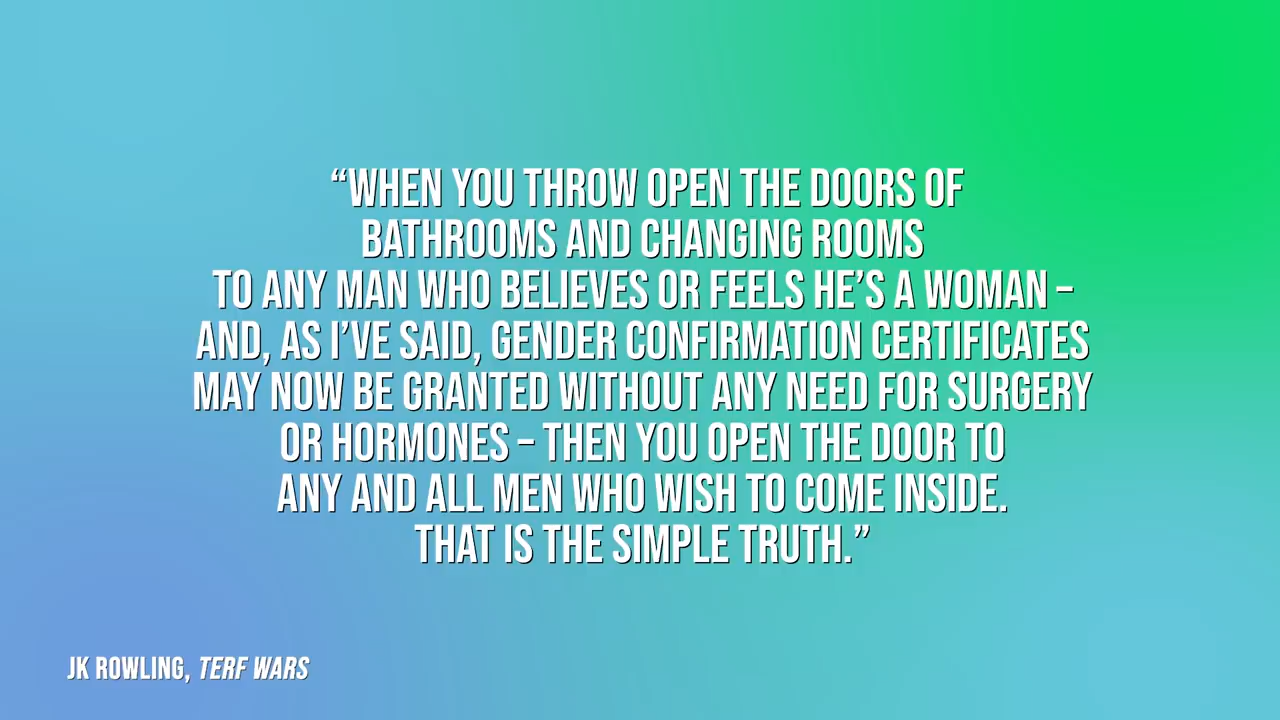 “WHEN YOU THROW OPEN THE DOORS OF
BATHROOMS AND CHANGING ROOMS
TO ANY MAN WHO BELIEVES OR FEELS HE’S A WOMAN –
AND, AS I’VE SAID, GENDER CONFIRMATION CERTIFICATES
MAY NOW BE GRANTED WITHOUT ANY NEED FOR SURGERY
OR HORMONES – THEN YOU OPEN THE DOOR TO
ANY AND ALL MEN WHO WISH TO COME INSIDE.
THAT IS THE SIMPLE TRUTH.”
JK ROWLING, TERF WARS